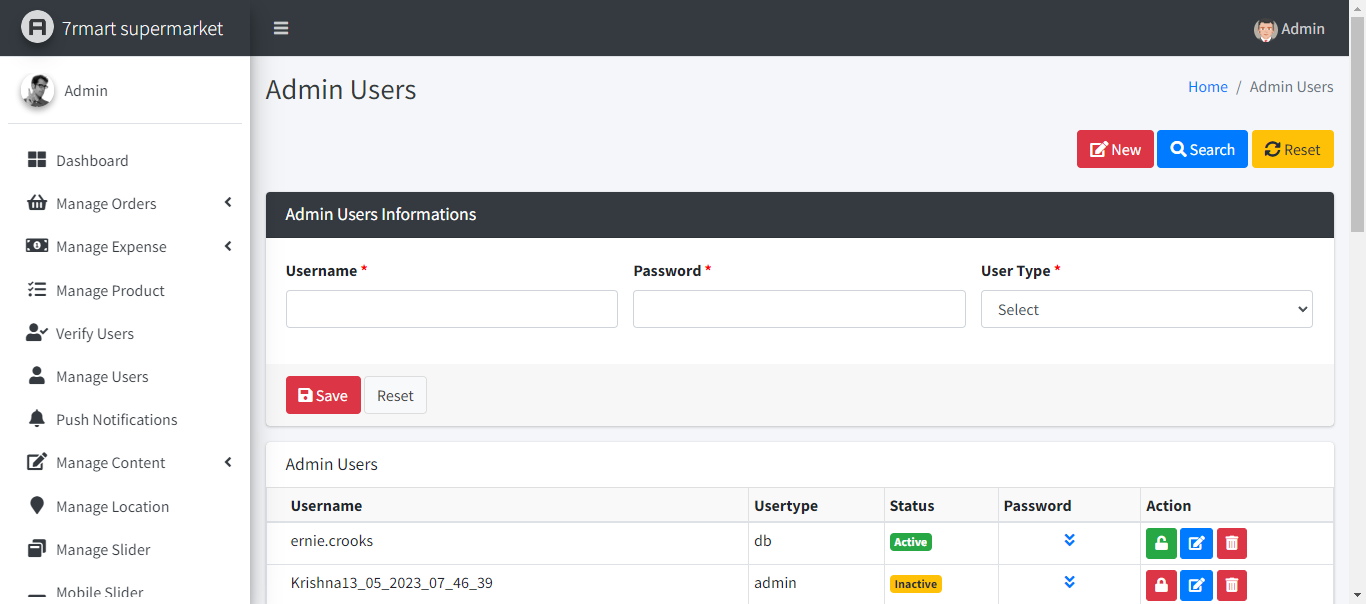 7rmart supermarket
Admin
Admin
Dashboard
Manage Orders
Manage Expense
Manage Product
Verify Users
Manage Users
Push Notifications
Manage Content
Manage Location
Manage Slider
Mobile Slider
Admin Users
Home / Admin Users
New Search Reset
Admin Users Informations
Username * Password * User Type *
Select
Save Reset
Admin Users
Username Usertype Status Password Action
ernie.crooks db Active
Krishna13_05_2023_07_46_39 admin Inactive